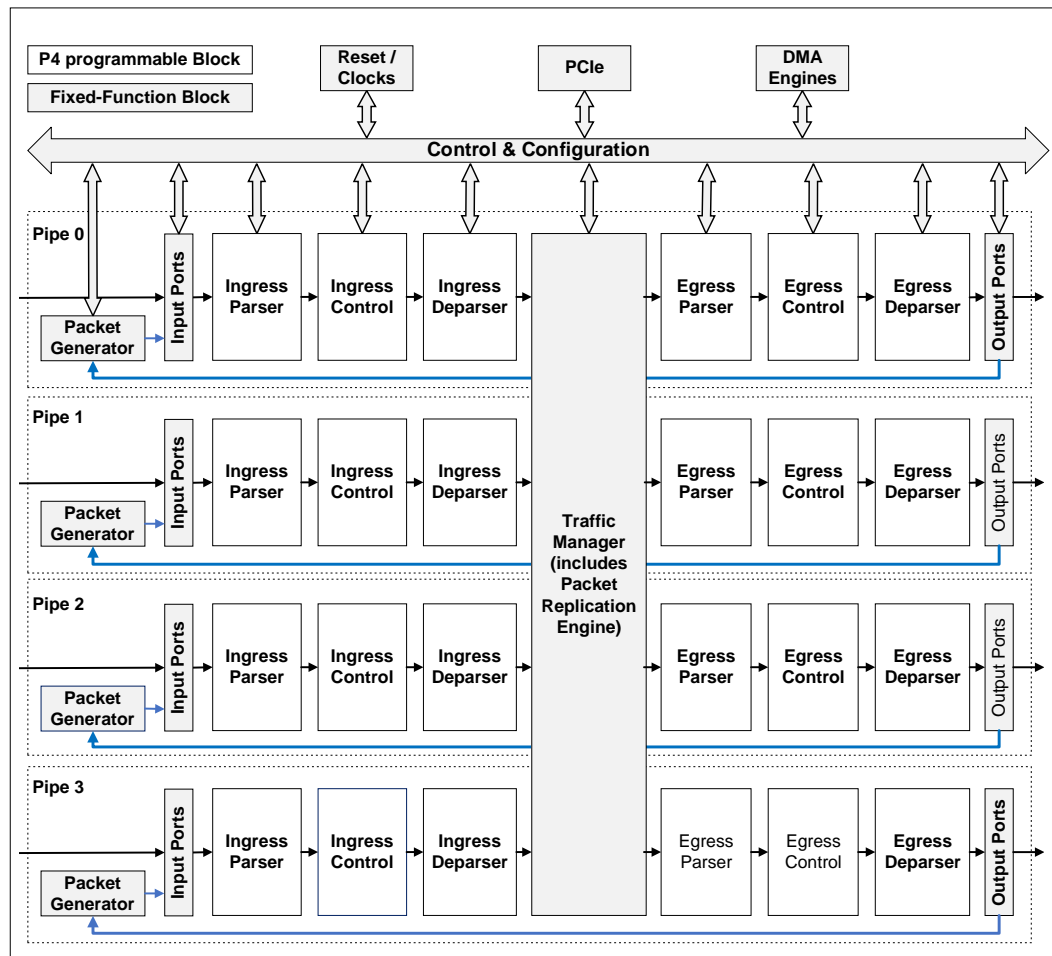 P4 programmable Block
Fixed-Function Block
Reset /
Clocks
PCIe
DMA
Engines
Control & Configuration
Pipe 0
Packet
Generator
Input Ports
Ingress
Parser
Ingress
Control
Ingress
Deparser
Egress
Parser
Egress
Control
Egress
Deparser
Output Ports
Pipe 1
Packet
Generator
Input Ports
Ingress
Parser
Ingress
Control
Ingress
Deparser
Traffic
Manager
(includes
Packet
Replication
Engine)
Egress
Parser
Egress
Control
Egress
Deparser
Output Ports
Pipe 2
Packet
Generator
Input Ports
Ingress
Parser
Ingress
Control
Ingress
Deparser
Egress
Parser
Egress
Control
Egress
Deparser
Output Ports
Pipe 3
Packet
Generator
Input Ports
Ingress
Parser
Ingress
Control
Ingress
Deparser
Egress
Parser
Egress
Control
Egress
Deparser
Output Ports